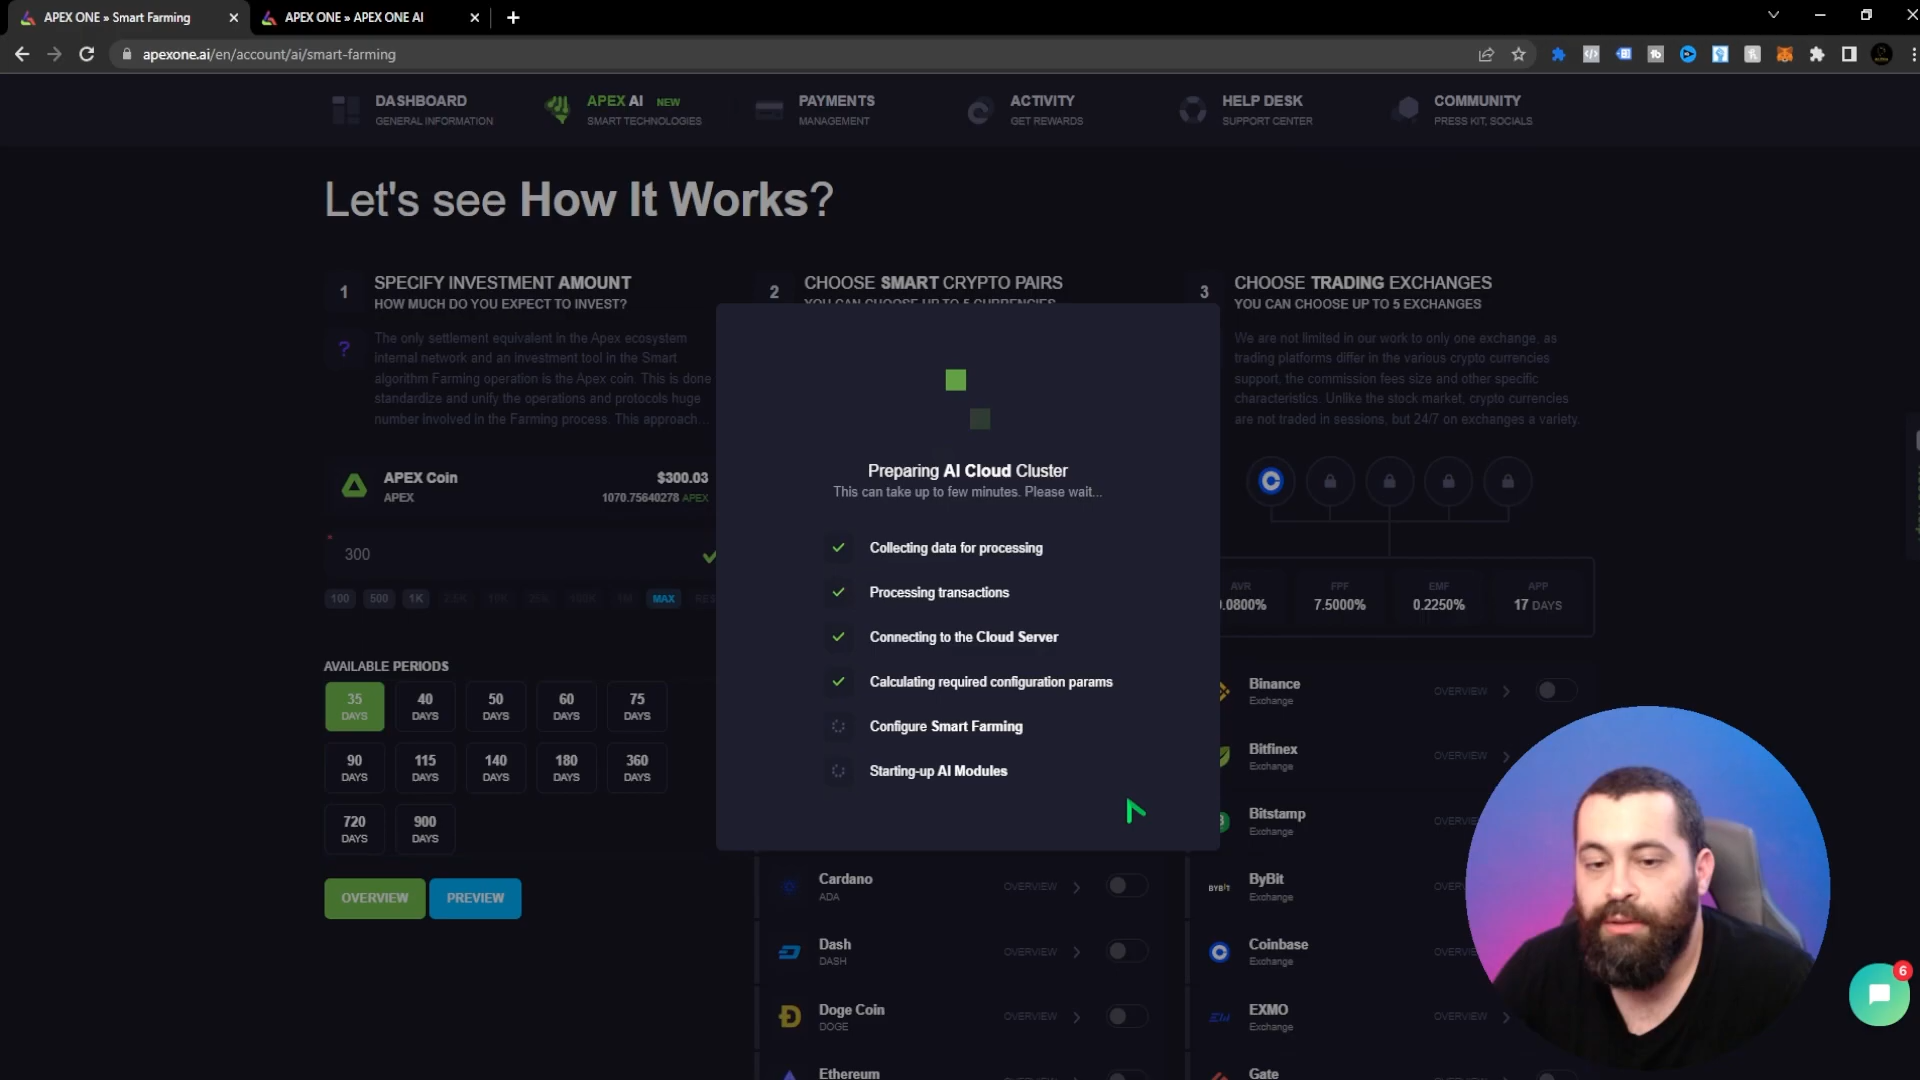 APEX ONE » Smart Farming
APEX ONE » APEX ONE AI
apexone.ai/en/account/ai/smart-farming
DASHBOARD
GENERAL INFORMATION
APEX AI NEW
SMART TECHNOLOGIES
PAYMENTS
MANAGEMENT
ACTIVITY
GET REWARDS
HELP DESK
SUPPORT CENTER
COMMUNITY
PRESS KIT, SOCIALS
Let's see How It Works?
1
SPECIFY INVESTMENT AMOUNT
HOW MUCH DO YOU EXPECT TO INVEST?
?
The only settlement equivalent in the Apex ecosystem
internal network and an investment tool in the Smart
algorithm Farming operation is the Apex coin. This is done
standardize and unify the operations and protocols huge
number involved in the Farming process. This approach...
APEX Coin
$300.03
APEX
1070.75640278 APEX
300
100 500 1K MAX
AVAILABLE PERIODS
35 DAYS
40 DAYS
50 DAYS
60 DAYS
75 DAYS
90 DAYS
115 DAYS
140 DAYS
180 DAYS
360 DAYS
720 DAYS
900 DAYS
OVERVIEW
PREVIEW
2
CHOOSE SMART CRYPTO PAIRS
YOU CAN CHOOSE UP TO 5 CURRENCIES
Preparing AI Cloud Cluster
This can take up to few minutes. Please wait...
Collecting data for processing
Processing transactions
Connecting to the Cloud Server
Calculating required configuration params
Configure Smart Farming
Starting-up AI Modules
Cardano
ADA
OVERVIEW
Dash
DASH
OVERVIEW
Doge Coin
DOGE
OVERVIEW
Ethereum
3
CHOOSE TRADING EXCHANGES
YOU CAN CHOOSE UP TO 5 EXCHANGES
We are not limited in our work to only one exchange, as
trading platforms differ in the various crypto currencies
support, the commission fees size and other specific
characteristics. Unlike the stock market, crypto currencies
are not traded in sessions, but 24/7 on exchanges a variety.
AVR
.0800%
FPF
7.5000%
EMF
0.2250%
APP
17 DAYS
Binance
Exchange
OVERVIEW
Bitfinex
Exchange
OVERVIEW
Bitstamp
Exchange
BYBIT
ByBit
Exchange
Coinbase
Exchange
EXMO
Exchange
OVERVIEW
Gate
6